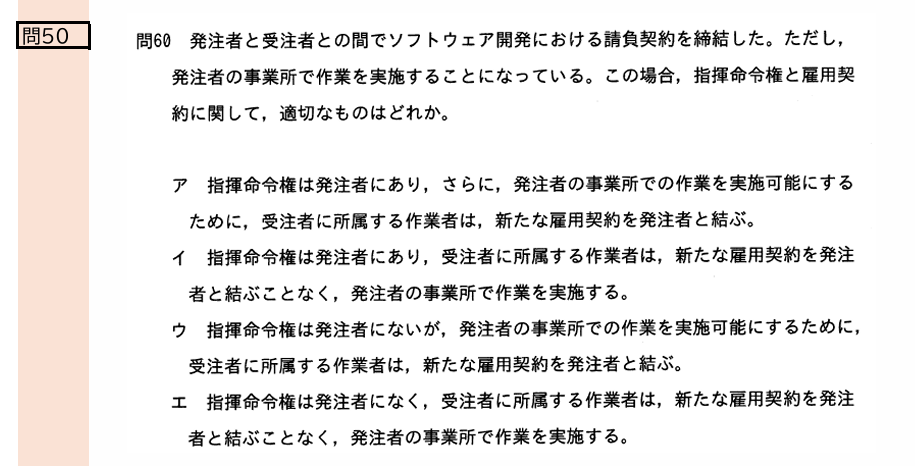 問50
問60 発注者と受注者との間でソフトウェア開発における請負契約を締結した。ただし,
発注者の事業所で作業を実施することになっている。この場合,指揮命令権と雇用契
約に関して,適切なものはどれか。
ア 指揮命令権は発注者にあり,さらに,発注者の事業所での作業を実施可能にする
ために,受注者に所属する作業者は,新たな雇用契約を発注者と結ぶ。
イ 指揮命令権は発注者にあり,受注者に所属する作業者は,新たな雇用契約を発注
者と結ぶことなく,発注者の事業所で作業を実施する。
ウ 指揮命令権は発注者にないが,発注者の事業所での作業を実施可能にするために,
受注者に所属する作業者は,新たな雇用契約を発注者と結ぶ。
エ 指揮命令権は発注者になく,受注者に所属する作業者は,新たな雇用契約を発注
者と結ぶことなく,発注者の事業所で作業を実施する。